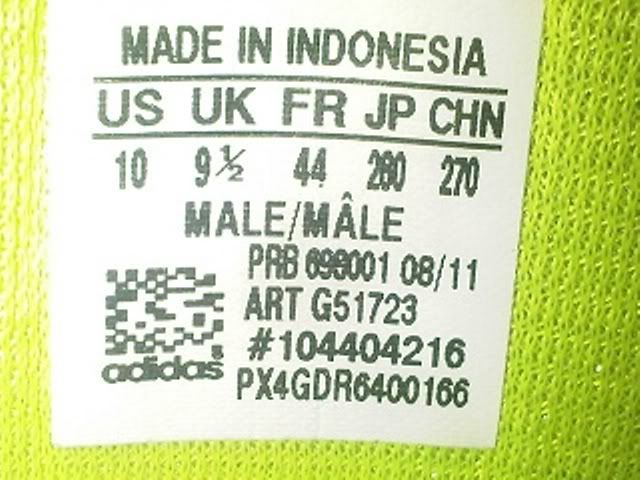 MADE IN INDONESIA
US UK FR JP CHN
10 9½ 44 280 270
MALE/MÂLE
PRB 698001 08/11
ART G51723
#104404216
adidas PX4GDR6400166